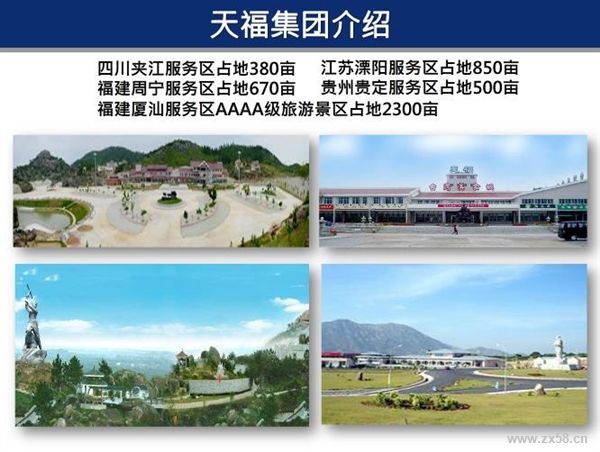 天福集团介绍
四川夹江服务区占地380亩 江苏溧阳服务区占地850亩
福建周宁服务区占地670亩 贵州贵定服务区占地500亩
福建厦汕服务区AAAA级旅游景区占地2300亩
天福
www.zx58.cn